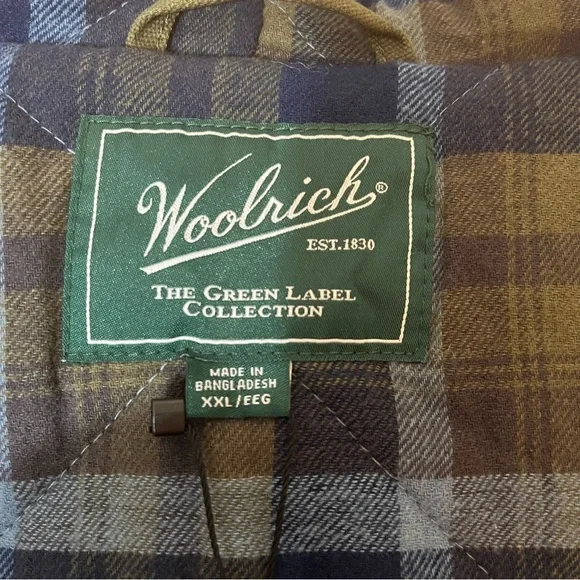 Woolrich®
EST.1830
THE GREEN LABEL
COLLECTION
MADE IN
BANGLADESH
XXL/EEG